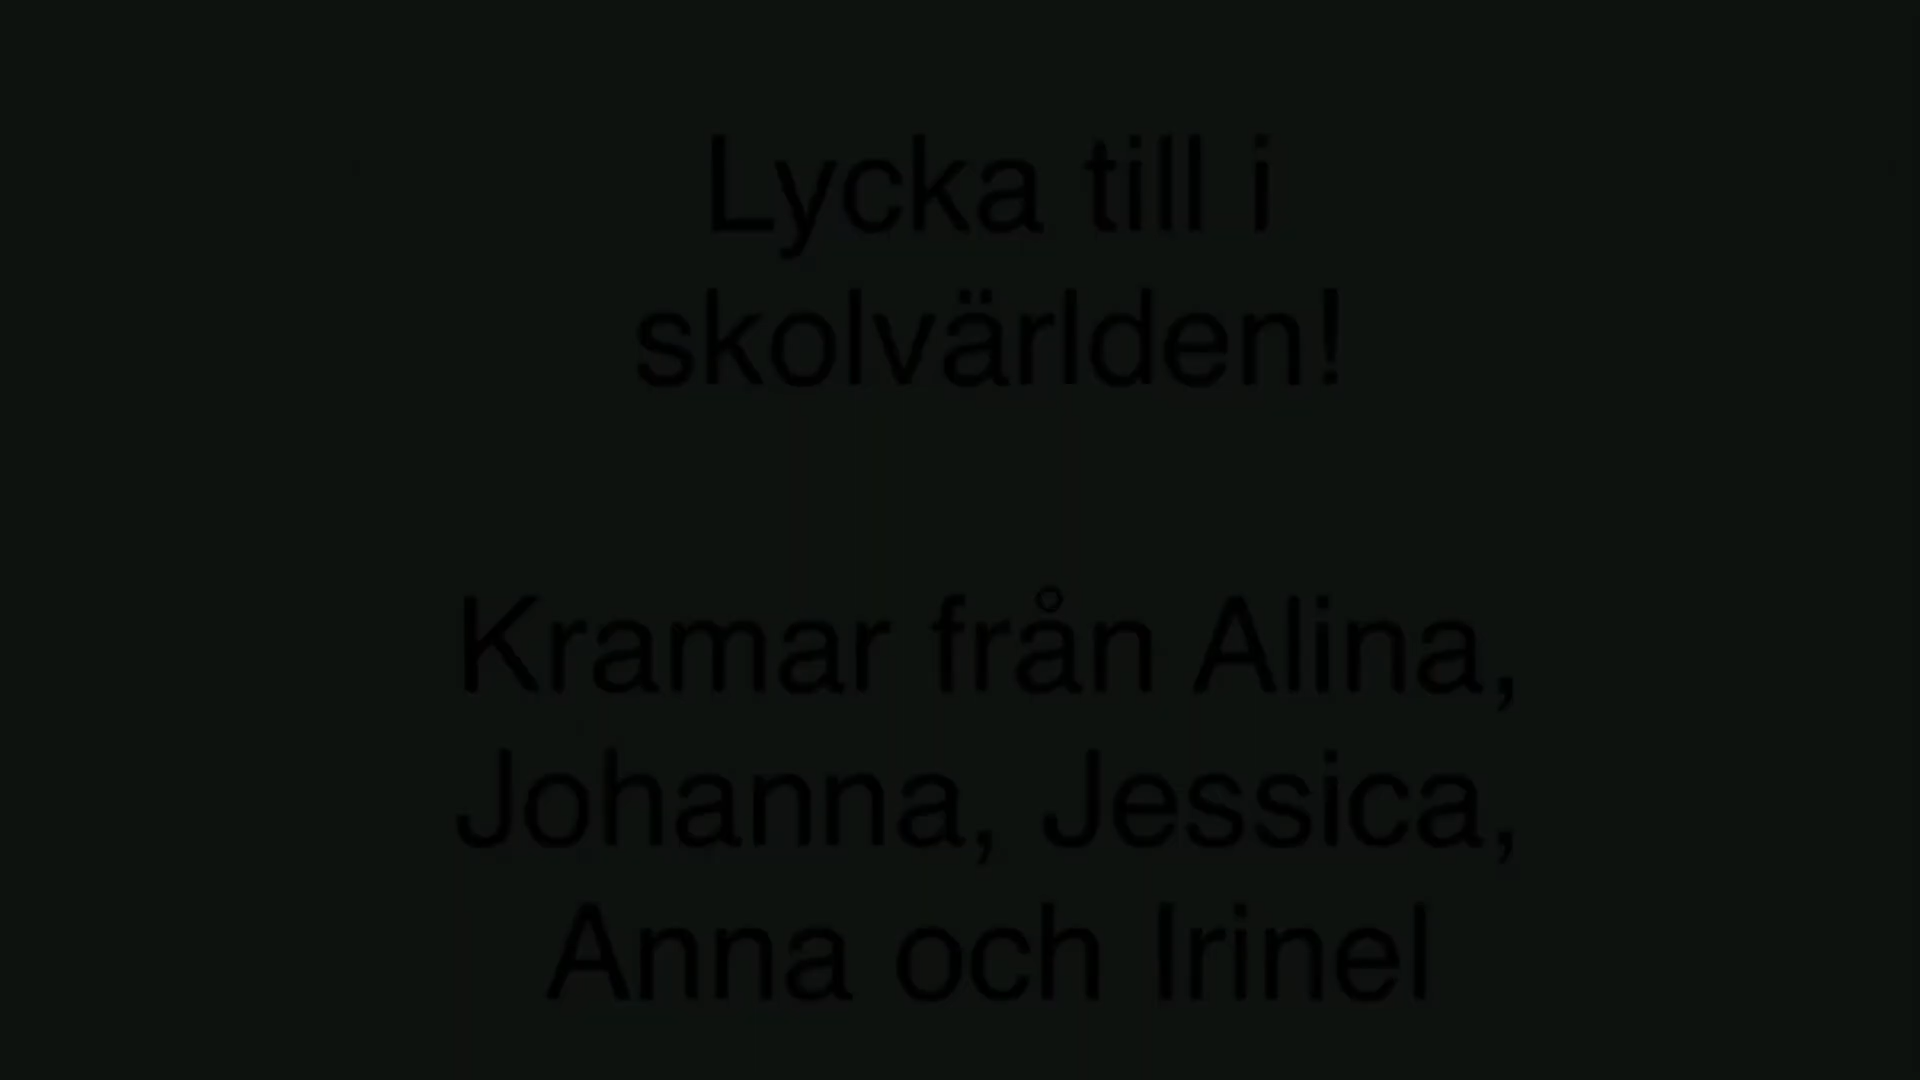 Lycka till i
skolvärlden!
Kramar från Alina,
Johanna, Jessica,
Anna och Irinel